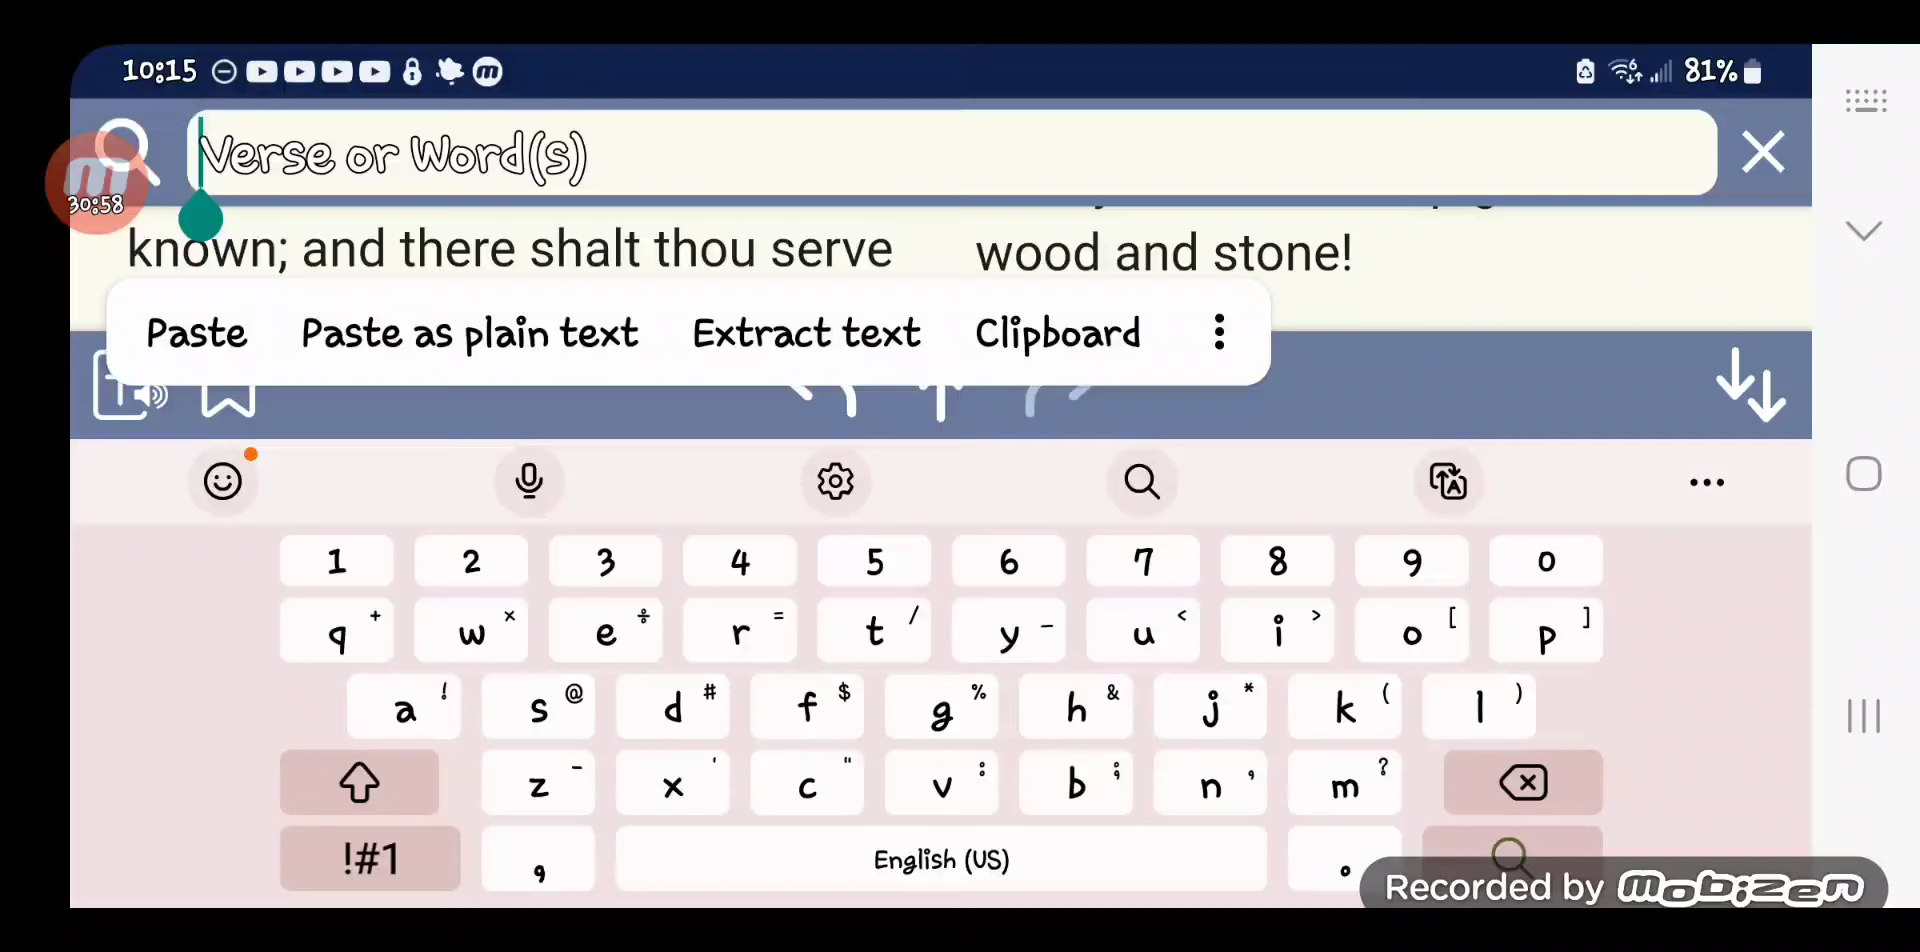 10:15
81%
Verse or Word(s)
30:58
known; and there shalt thou serve
wood and stone!
Paste Paste as plain text Extract text Clipboard
1 2 3 4 5 6 7 8 9 0
q + w × e ÷ r = t / y - u < i > o [ p ]
a ! s @ d # f $ g % h & j * k ( l )
z - x ' c " v : b ; n , m ?
!#1 , English (US) .
Recorded by Mobizen